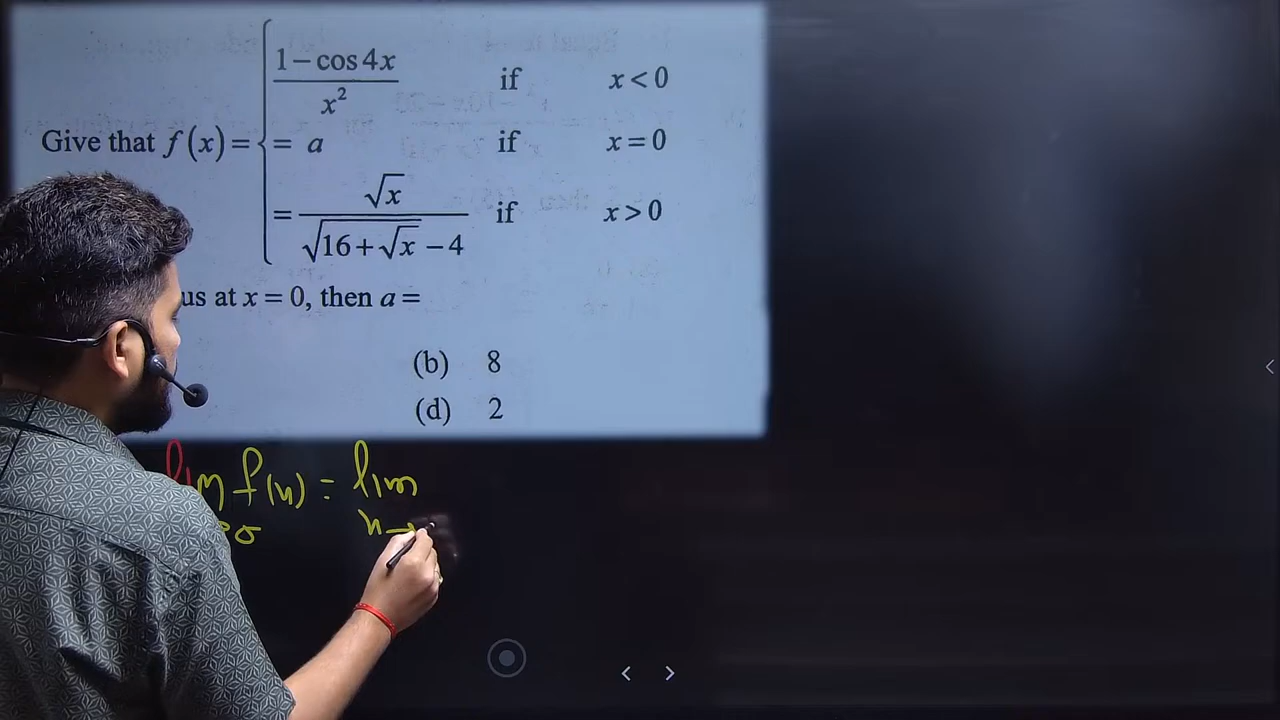 1 − cos 4x / x² if x < 0
Give that f(x) = { = a if x = 0
= √x / √(16 + √x) − 4 if x > 0
us at x = 0, then a =
(b) 8
(d) 2
lim f(x) = lim
x →